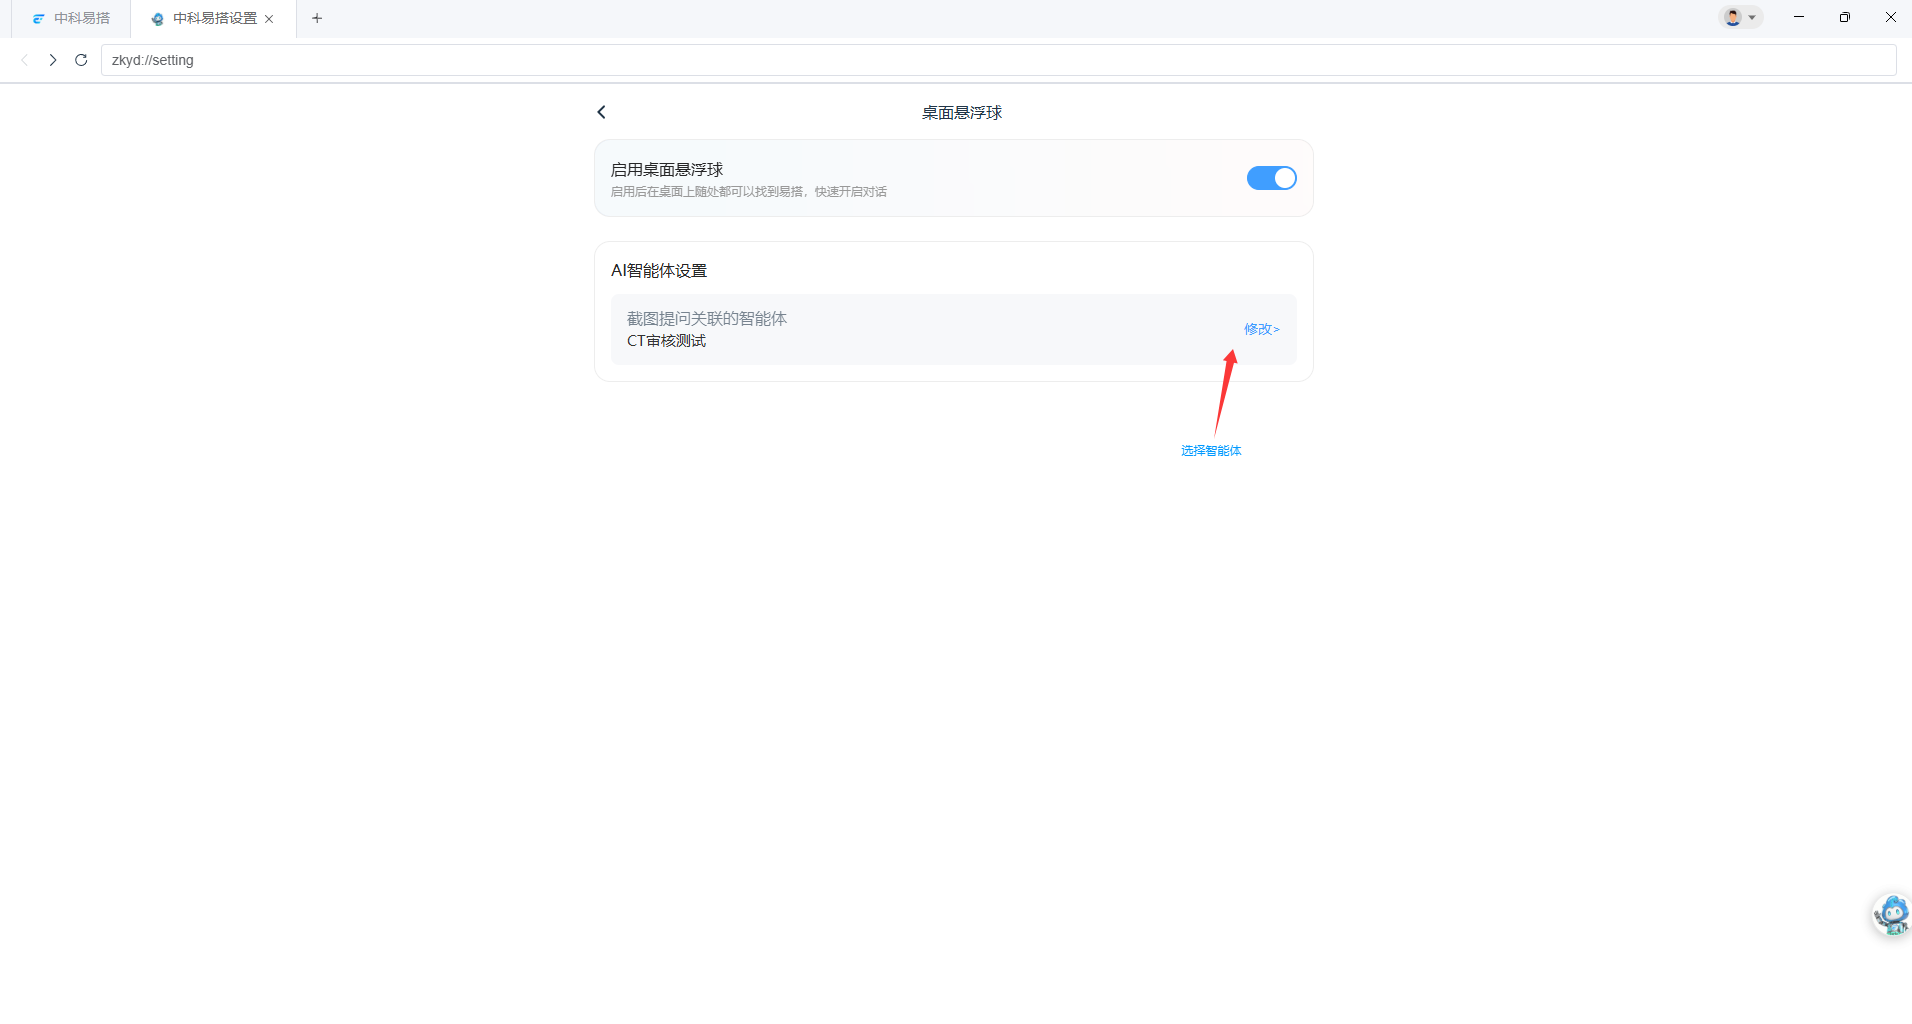 中科易搭
中科易搭设置
zkyd://setting
桌面悬浮球
启用桌面悬浮球
启用后在桌面上随处都可以找到易搭，快速开启对话
AI智能体设置
截图提问关联的智能体
CT审核测试
修改>
选择智能体